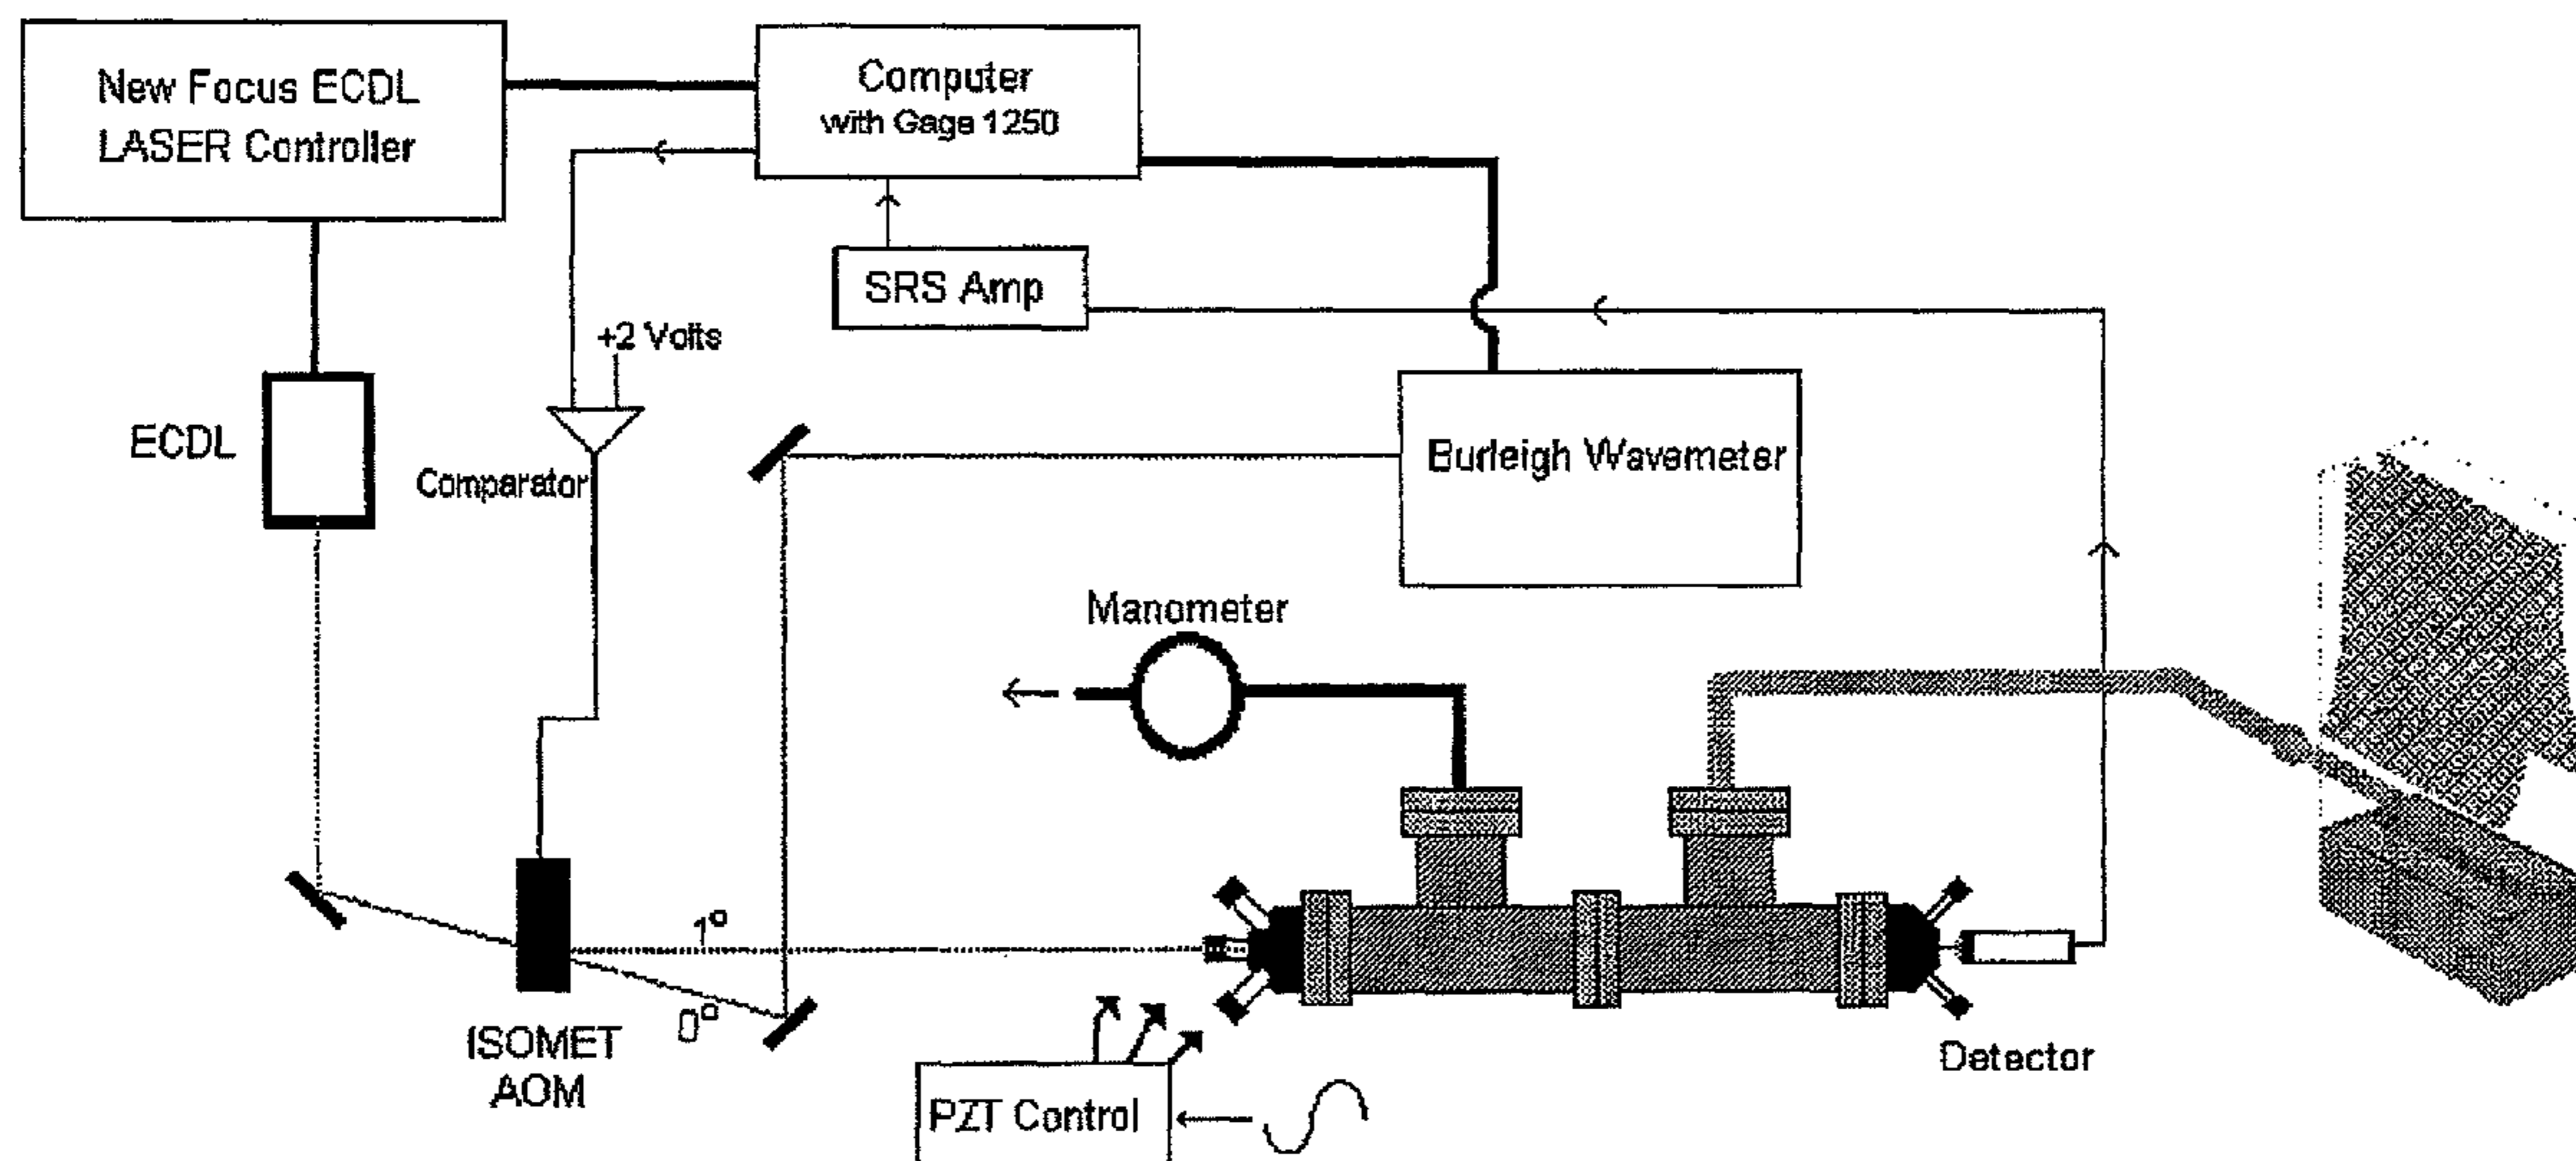 New Focus ECDL
LASER Controller
Computer
with Gage 1250
SRS Amp
+2 Volts
ECDL
Comparator
Burleigh Wavemeter
Manometer
1°
0°
ISOMET
AOM
Detector
PZT Control